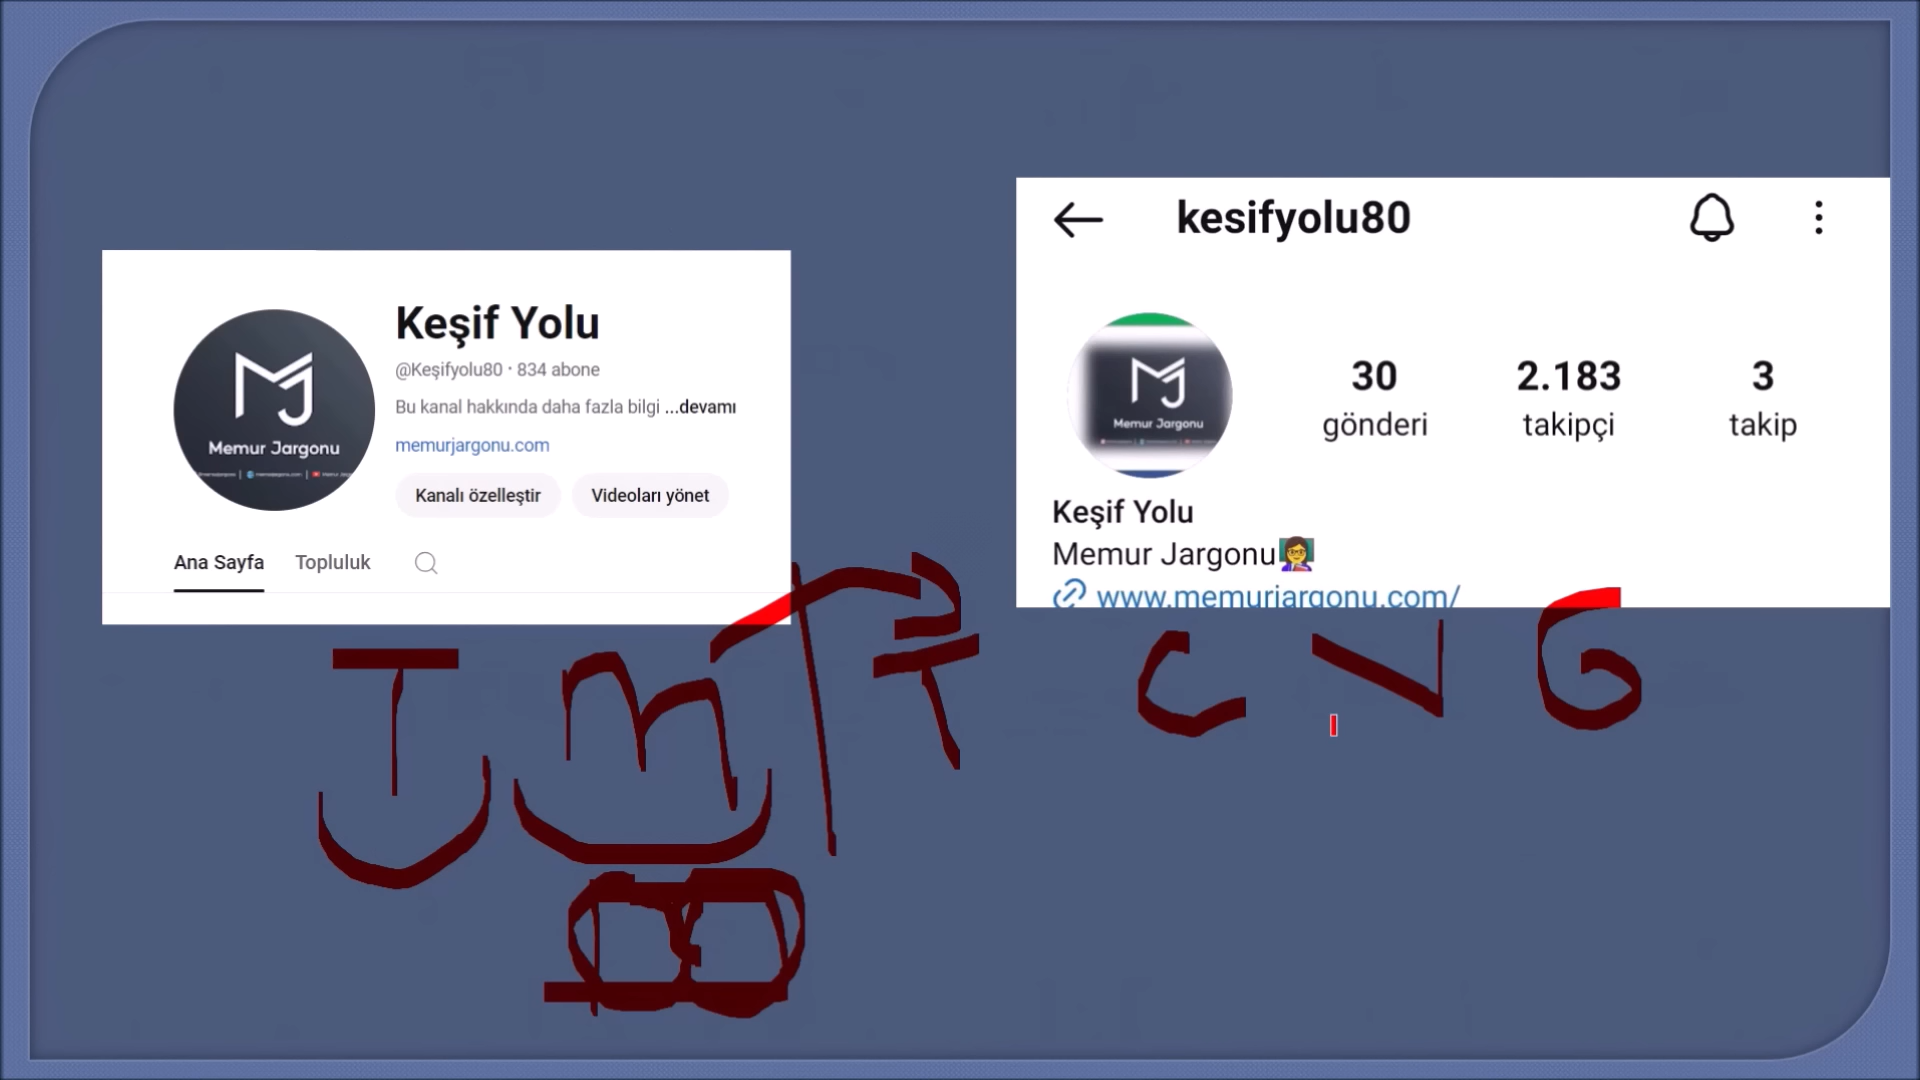 Keşif Yolu
@Keşifyolu80 · 834 abone
Bu kanal hakkında daha fazla bilgi ...devamı
memurjargonu.com
Kanalı özelleştir
Videoları yönet
Ana Sayfa
Topluluk
MJ
Memur Jargonu
kesifyolu80
MJ
Memur Jargonu
30
gönderi
2.183
takipçi
3
takip
Keşif Yolu
Memur Jargonu👩‍🏫
www.memurjargonu.com/